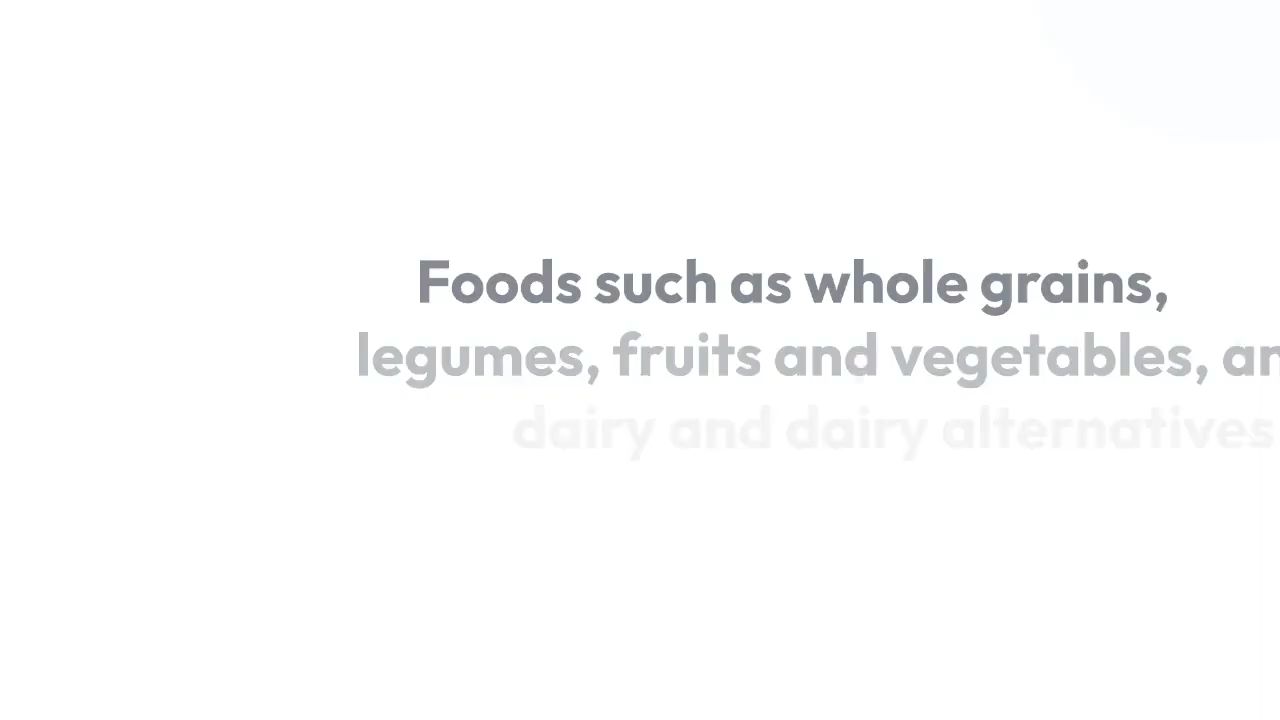 Foods such as whole grains,
legumes, fruits and vegetables, an
dairy and dairy alternatives